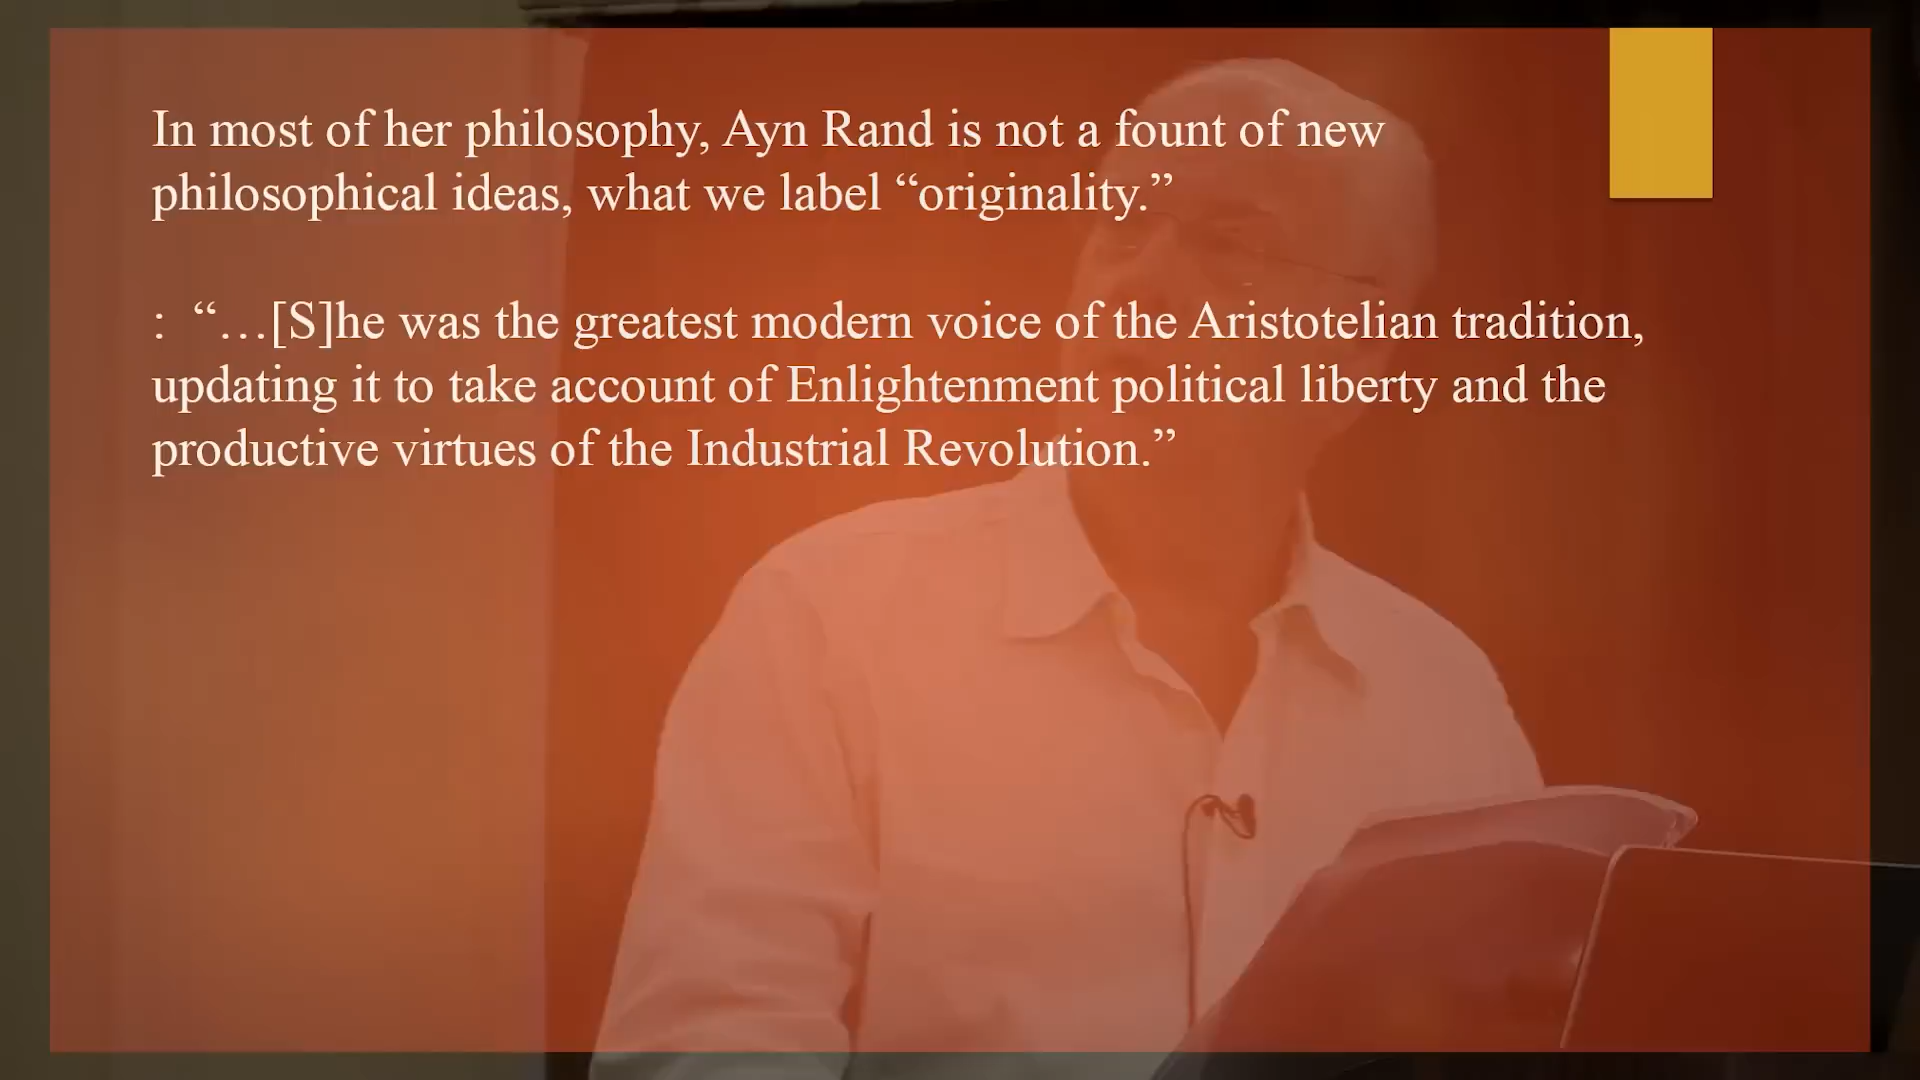 In most of her philosophy, Ayn Rand is not a fount of new
philosophical ideas, what we label “originality.”
: “…[S]he was the greatest modern voice of the Aristotelian tradition,
updating it to take account of Enlightenment political liberty and the
productive virtues of the Industrial Revolution.”